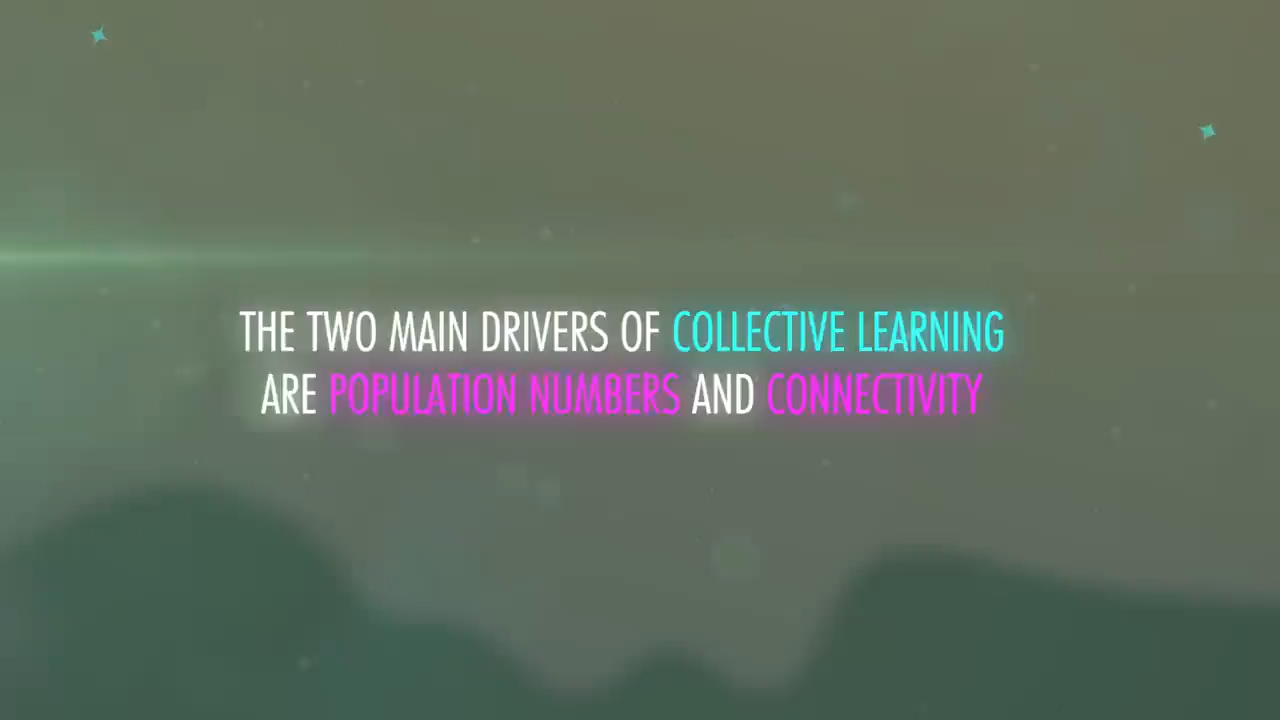 THE TWO MAIN DRIVERS OF COLLECTIVE LEARNING
ARE POPULATION NUMBERS AND CONNECTIVITY